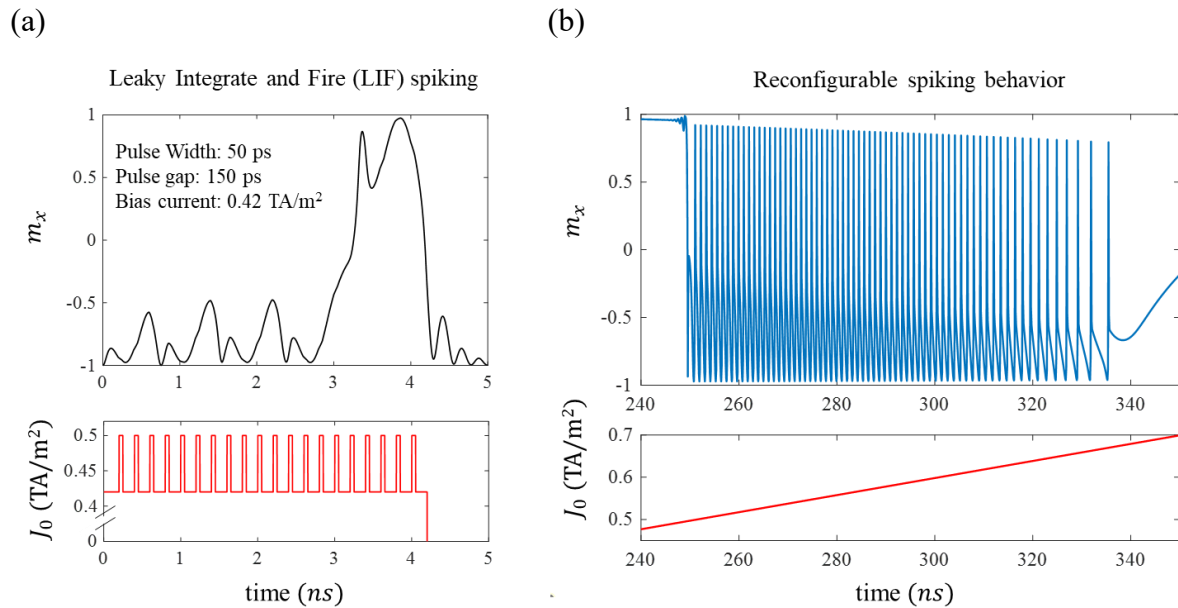 (a)
(b)
Leaky Integrate and Fire (LIF) spiking
Pulse Width: 50 ps
Pulse gap: 150 ps
Bias current: 0.42 TA/m²
1
0.5
0
-0.5
-1
m_x
0 1 2 3 4 5
0.5
0.45
0.4
0
J₀ (TA/m²)
0 1 2 3 4 5
time (ns)
Reconfigurable spiking behavior
1
0.5
0
-0.5
-1
m_x
240 260 280 300 320 340
0.7
0.6
0.5
J₀ (TA/m²)
240 260 280 300 320 340
time (ns)